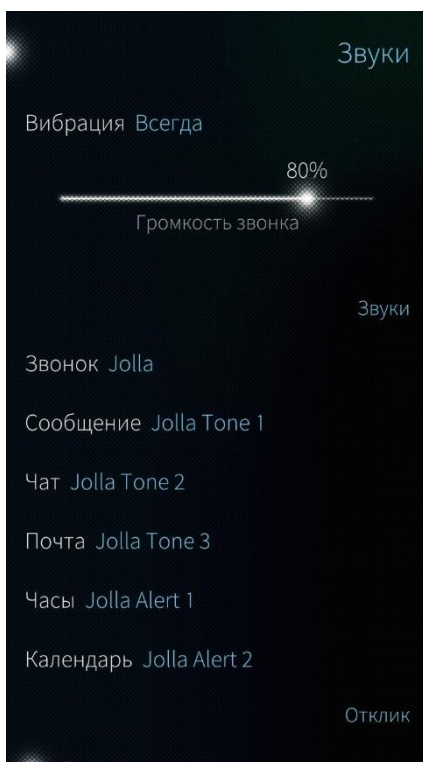 Звуки
Вибрация Всегда
80%
Громкость звонка
Звуки
Звонок Jolla
Сообщение Jolla Tone 1
Чат Jolla Tone 2
Почта Jolla Tone 3
Часы Jolla Alert 1
Календарь Jolla Alert 2
Отклик